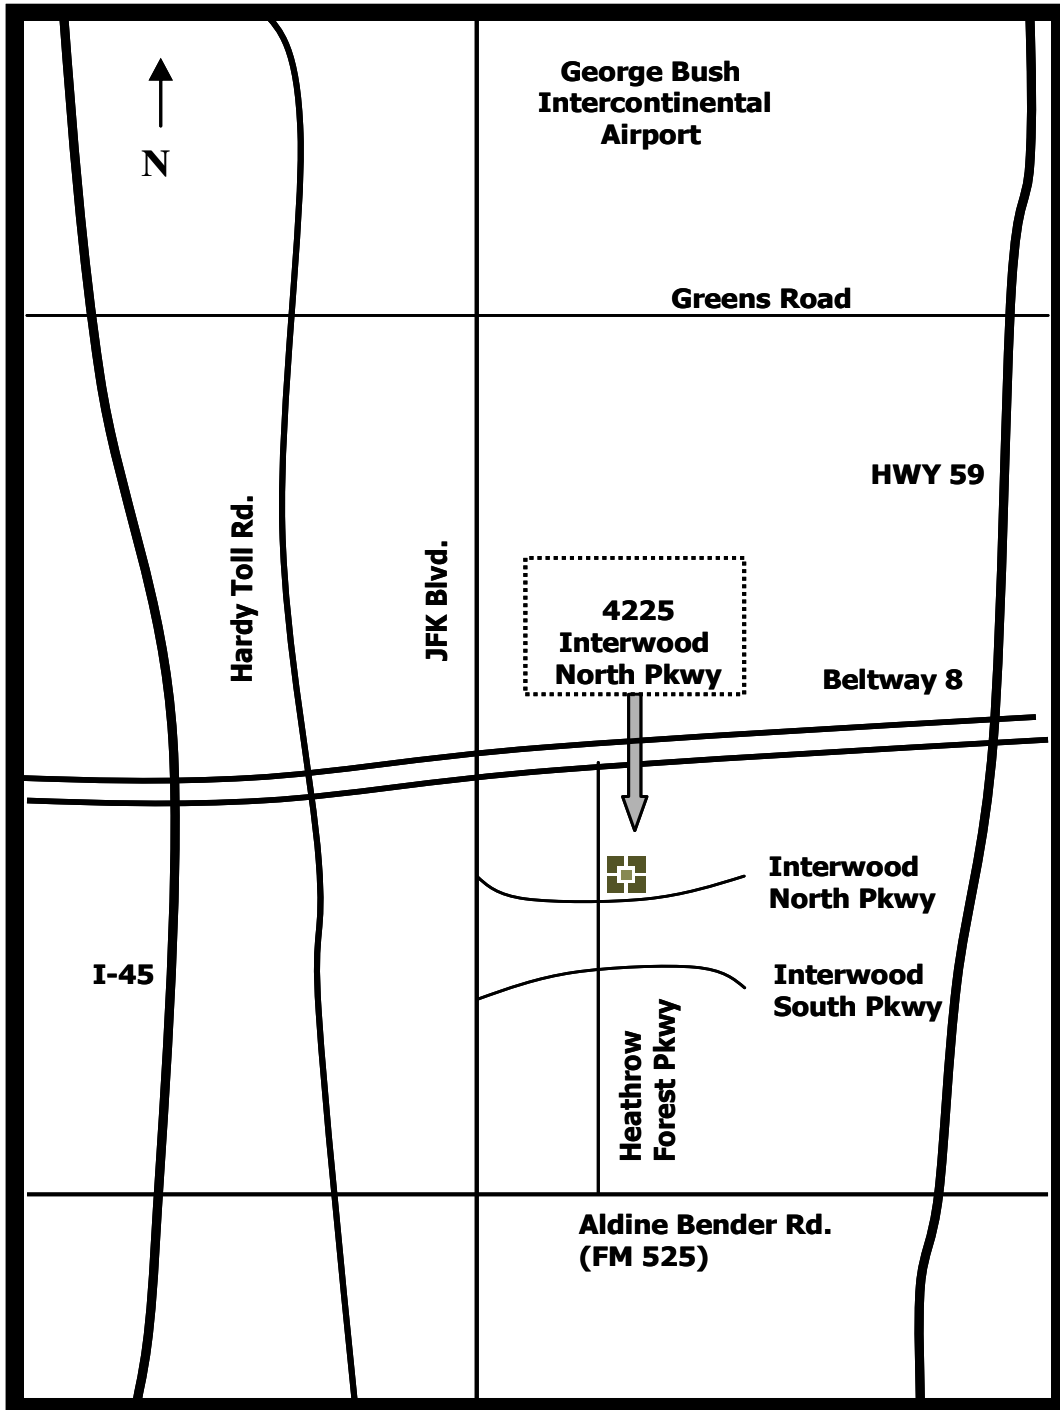 George Bush
Intercontinental
Airport
N
Greens Road
HWY 59
Hardy Toll Rd.
JFK Blvd.
4225
Interwood
North Pkwy
Beltway 8
Interwood
North Pkwy
I-45
Interwood
South Pkwy
Heathrow
Forest Pkwy
Aldine Bender Rd.
(FM 525)